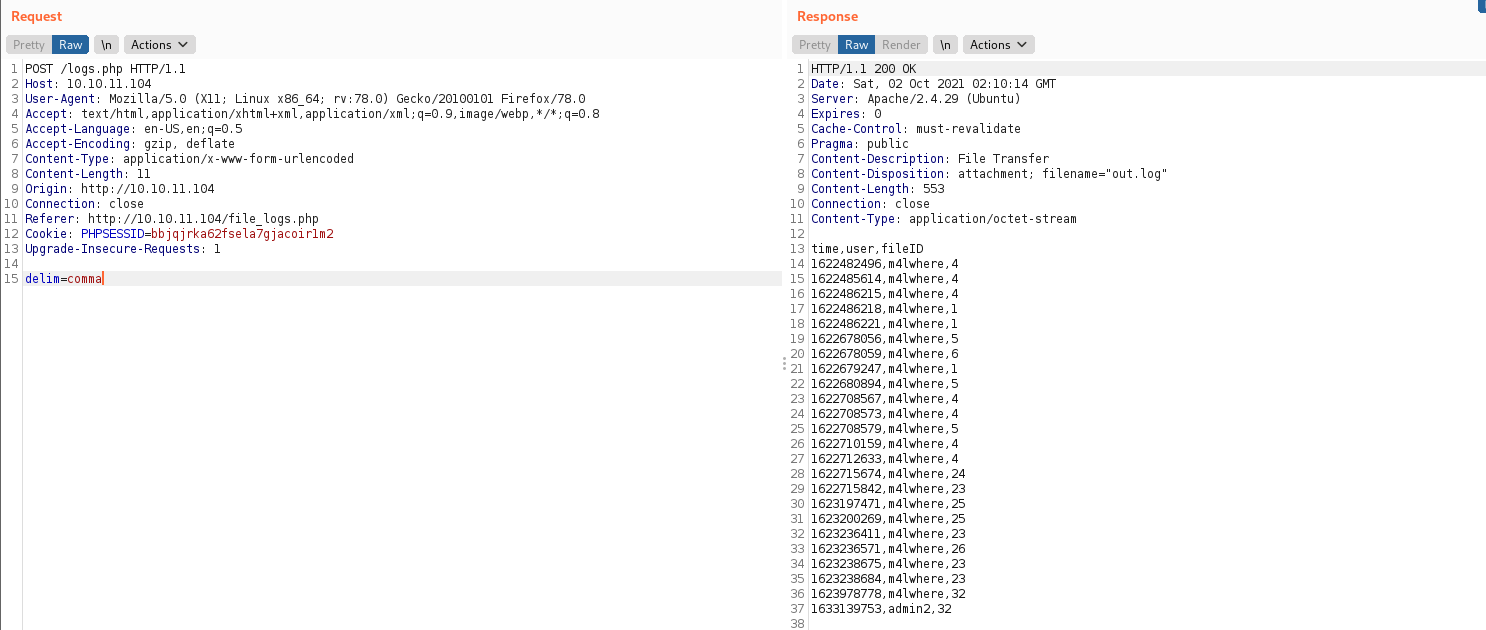 Request
Pretty Raw \n Actions
1 POST /logs.php HTTP/1.1
2 Host: 10.10.11.104
3 User-Agent: Mozilla/5.0 (X11; Linux x86_64; rv:78.0) Gecko/20100101 Firefox/78.0
4 Accept: text/html,application/xhtml+xml,application/xml;q=0.9,image/webp,*/*;q=0.8
5 Accept-Language: en-US,en;q=0.5
6 Accept-Encoding: gzip, deflate
7 Content-Type: application/x-www-form-urlencoded
8 Content-Length: 11
9 Origin: http://10.10.11.104
10 Connection: close
11 Referer: http://10.10.11.104/file_logs.php
12 Cookie: PHPSESSID=bbjqjrka62fsela7gjacoir1m2
13 Upgrade-Insecure-Requests: 1
14
15 delim=comma
Response
Pretty Raw Render \n Actions
1 HTTP/1.1 200 OK
2 Date: Sat, 02 Oct 2021 02:10:14 GMT
3 Server: Apache/2.4.29 (Ubuntu)
4 Expires: 0
5 Cache-Control: must-revalidate
6 Pragma: public
7 Content-Description: File Transfer
8 Content-Disposition: attachment; filename="out.log"
9 Content-Length: 553
10 Connection: close
11 Content-Type: application/octet-stream
12
13 time,user,fileID
14 1622482496,m4lwhere,4
15 1622485614,m4lwhere,4
16 1622486215,m4lwhere,4
17 1622486218,m4lwhere,1
18 1622486221,m4lwhere,1
19 1622678056,m4lwhere,5
20 1622678059,m4lwhere,6
21 1622679247,m4lwhere,1
22 1622680894,m4lwhere,5
23 1622708567,m4lwhere,4
24 1622708573,m4lwhere,4
25 1622708579,m4lwhere,5
26 1622710159,m4lwhere,4
27 1622712633,m4lwhere,4
28 1622715674,m4lwhere,24
29 1622715842,m4lwhere,23
30 1623197471,m4lwhere,25
31 1623200269,m4lwhere,25
32 1623236411,m4lwhere,23
33 1623236571,m4lwhere,26
34 1623238675,m4lwhere,23
35 1623238684,m4lwhere,23
36 1623978778,m4lwhere,32
37 1633139753,admin2,32
38